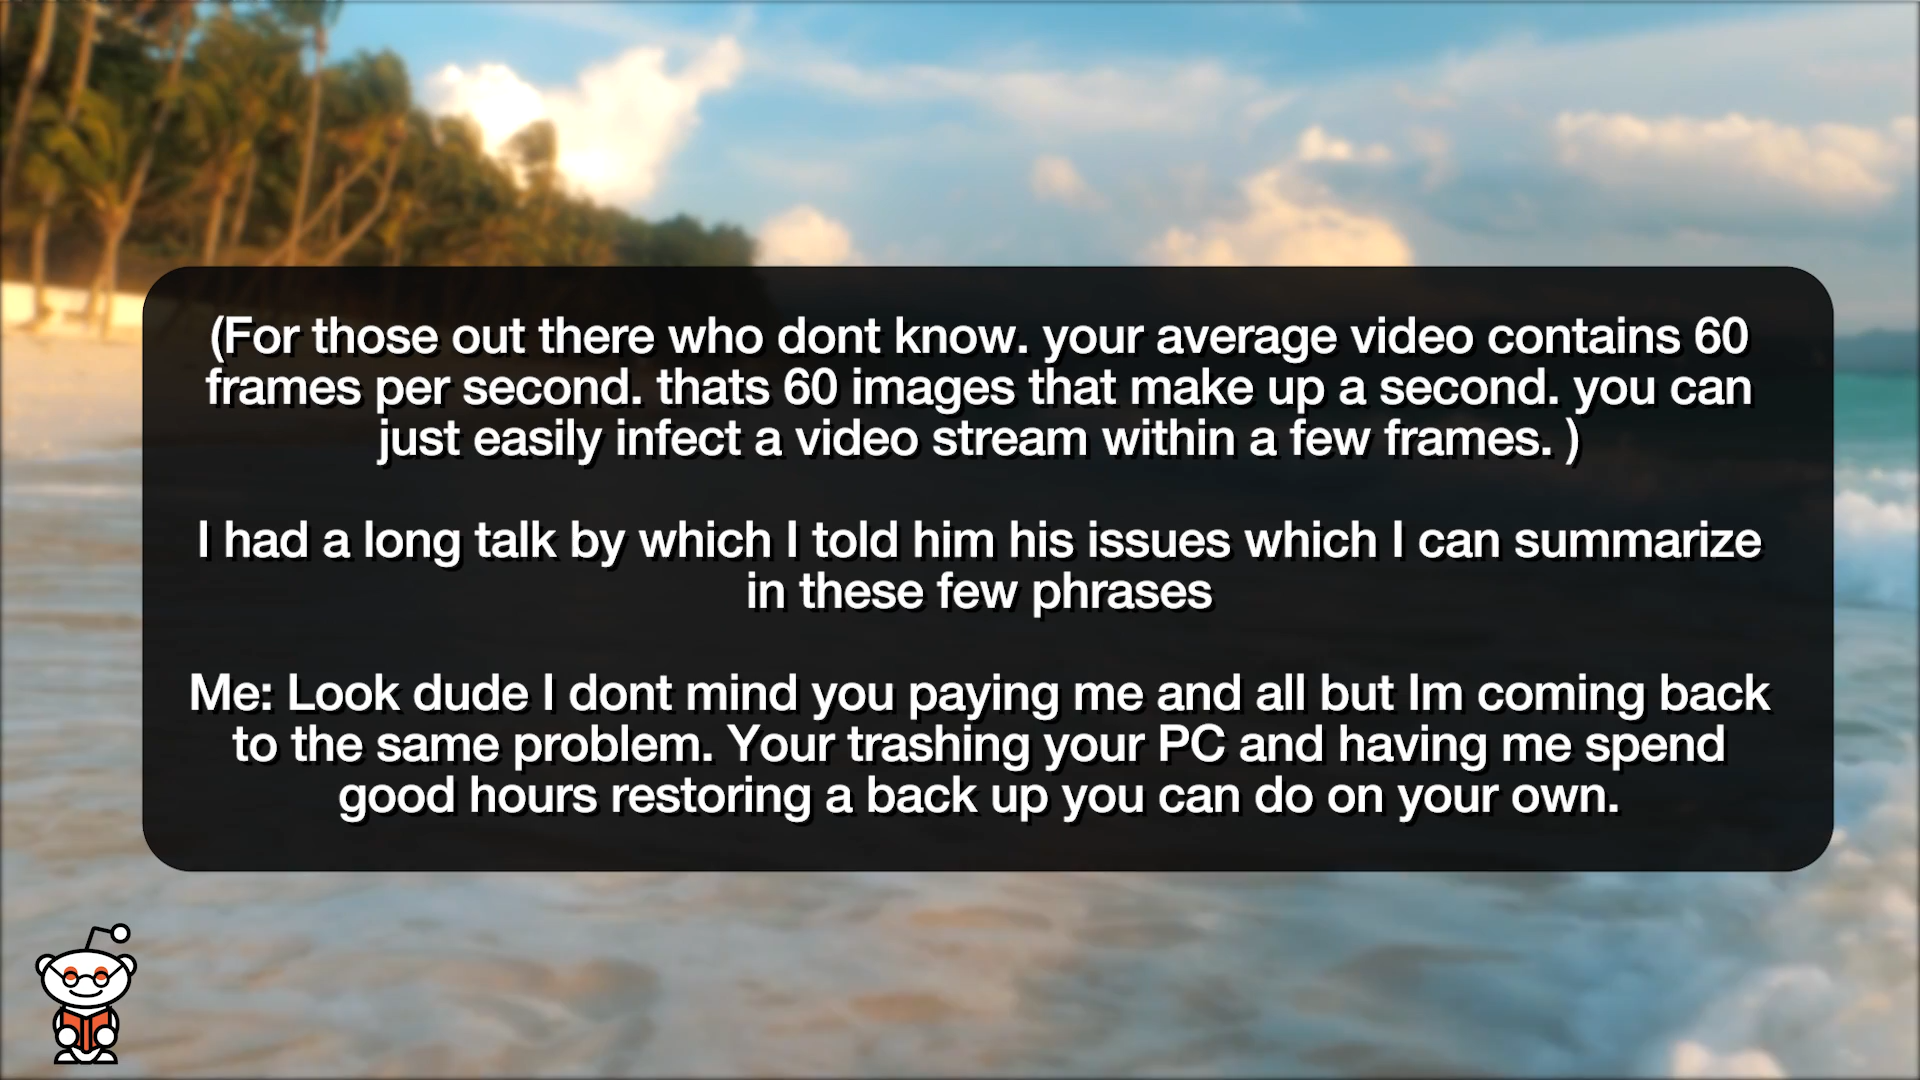 (For those out there who dont know. your average video contains 60
frames per second. thats 60 images that make up a second. you can
just easily infect a video stream within a few frames. )
I had a long talk by which I told him his issues which I can summarize
in these few phrases
Me: Look dude I dont mind you paying me and all but Im coming back
to the same problem. Your trashing your PC and having me spend
good hours restoring a back up you can do on your own.